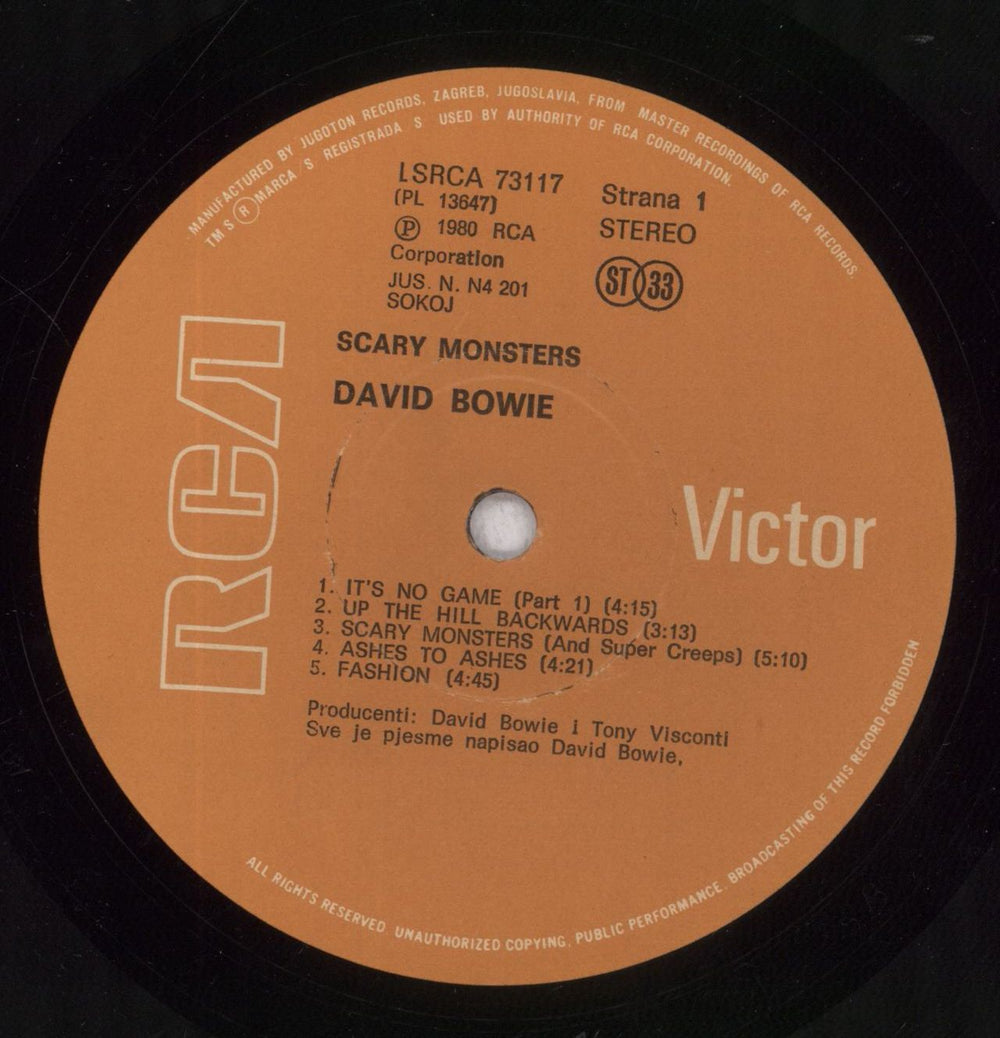 MANUFACTURED BY JUGOTON RECORDS, ZAGREB, JUGOSLAVIA, FROM MASTER RECORDINGS OF RCA RECORDS
TM S ® MARCA S REGISTRADA S USED BY AUTHORITY OF RCA CORPORATION.
LSRCA 73117
(PL 13647)
Ⓟ 1980 RCA
Corporation
JUS. N. N4 201
SOKOJ
Strana 1
STEREO
ST 33
SCARY MONSTERS
DAVID BOWIE
RCA
Victor
1. IT'S NO GAME (Part 1) (4:15)
2. UP THE HILL BACKWARDS (3:13)
3. SCARY MONSTERS (And Super Creeps) (5:10)
4. ASHES TO ASHES (4:21)
5. FASHION (4:45)
Producenti: David Bowie i Tony Visconti
Sve je pjesme napisao David Bowie,
ALL RIGHTS RESERVED. UNAUTHORIZED COPYING, PUBLIC PERFORMANCE, BROADCASTING OF THIS RECORD FORBIDDEN